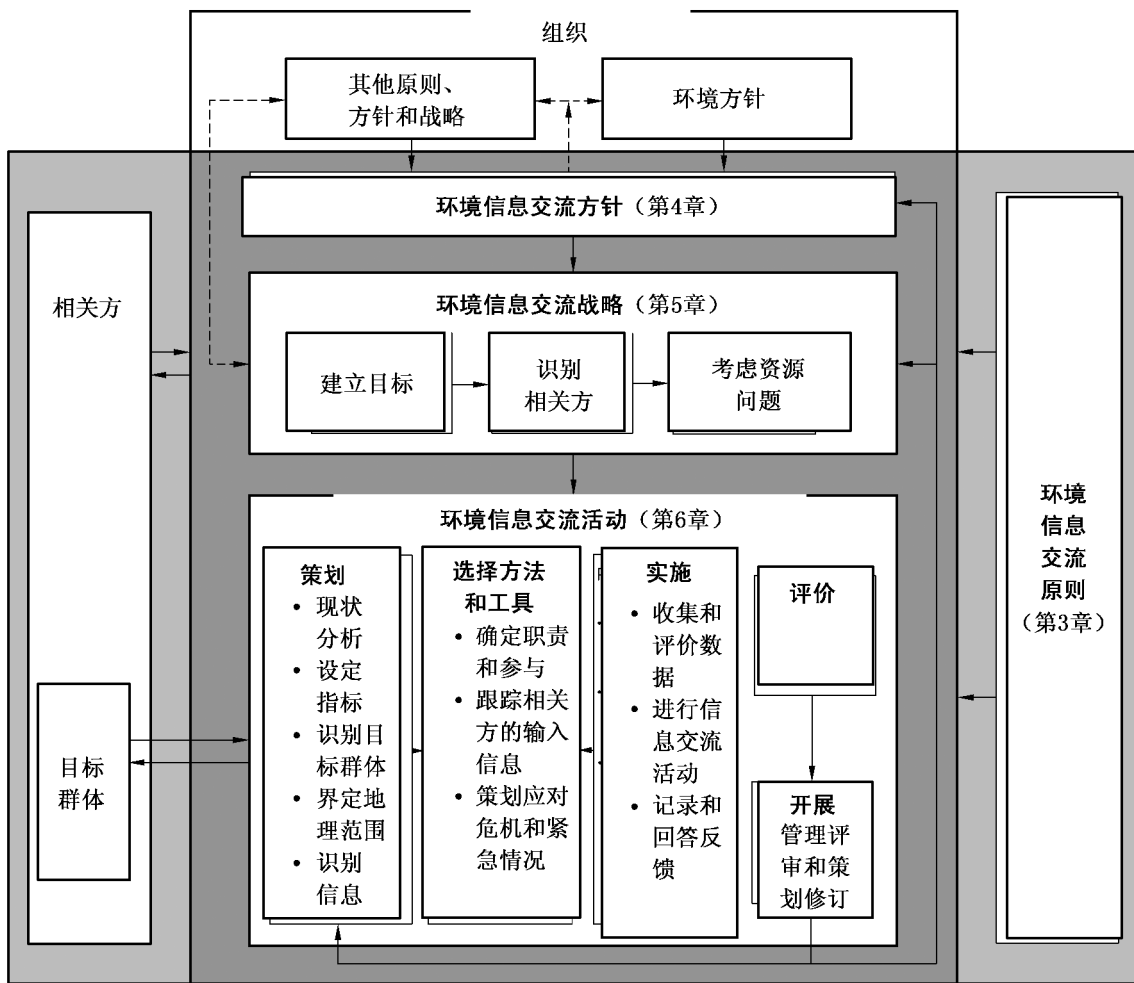 组织
其他原则、
方针和战略
环境方针
环境信息交流方针（第4章）
相关方
环境信息交流战略（第5章）
建立目标
识别
相关方
考虑资源
问题
环境信息交流活动（第6章）
策划
• 现状
分析
• 设定
指标
• 识别目
标群体
• 界定地
理范围
• 识别
信息
选择方法
和工具
• 确定职责
和参与
• 跟踪相关
方的输入
信息
• 策划应对
危机和紧
急情况
实施
• 收集和
评价数
据
• 进行信
息交流
活动
• 记录和
回答反
馈
评价
开展
管理评
审和策
划修订
目标
群体
环境
信息
交流
原则
（第3章）